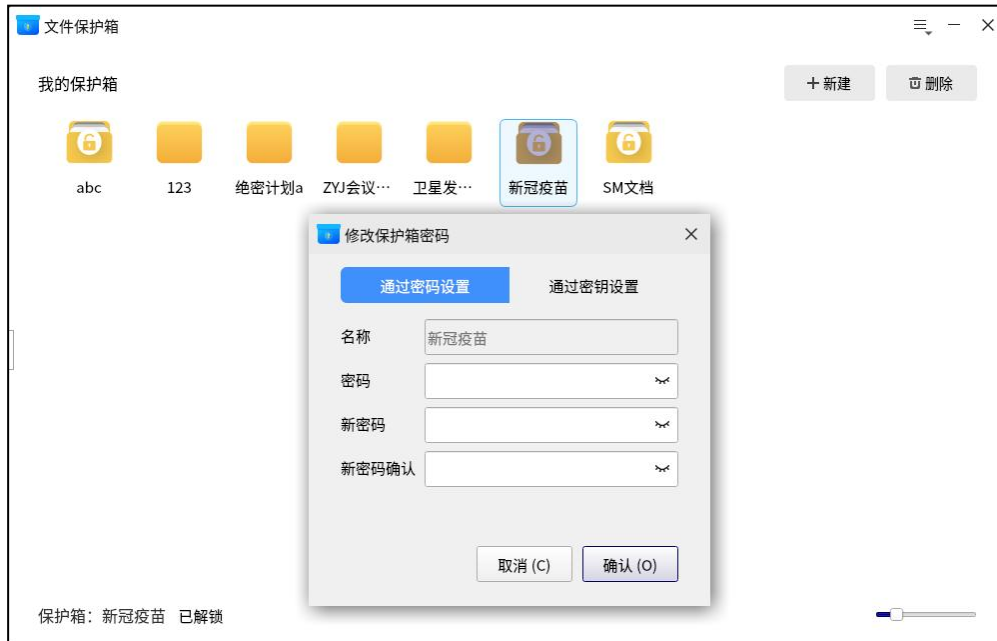 文件保护箱
我的保护箱
新建
删除
abc
123
绝密计划a
ZYJ会议…
卫星发…
新冠疫苗
SM文档
修改保护箱密码
通过密码设置
通过密钥设置
名称
新冠疫苗
密码
新密码
新密码确认
取消 (C)
确认 (O)
保护箱：新冠疫苗 已解锁